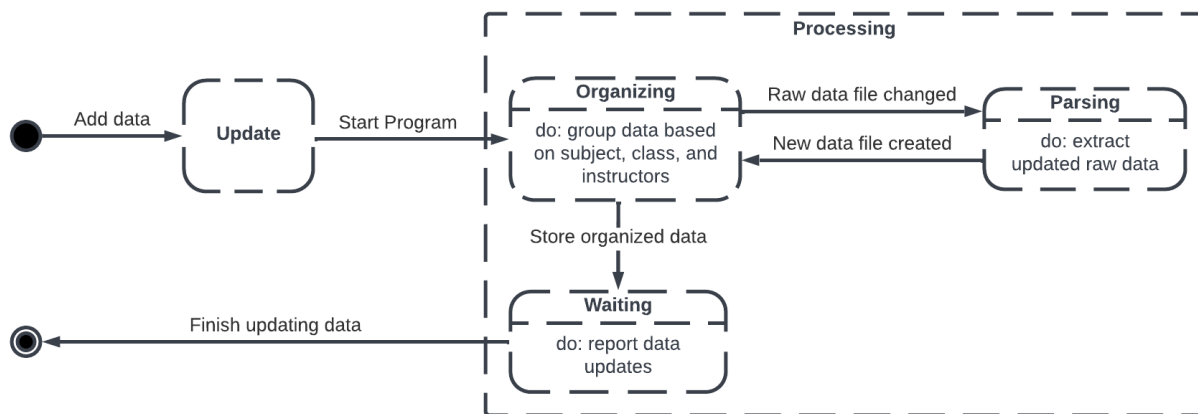 Processing
Add data
Update
Start Program
Organizing
do: group data based
on subject, class, and
instructors
Raw data file changed
New data file created
Parsing
do: extract
updated raw data
Store organized data
Waiting
do: report data
updates
Finish updating data